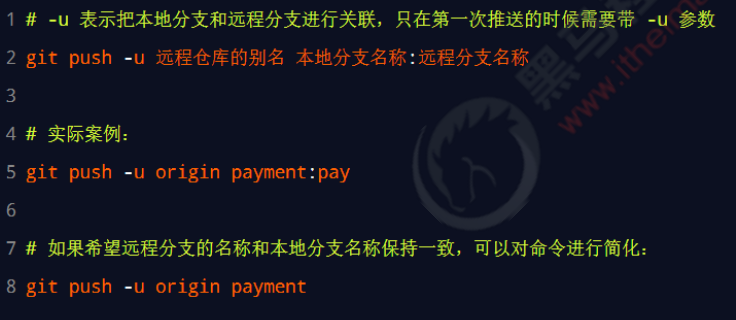 1 # -u 表示把本地分支和远程分支进行关联，只在第一次推送的时候需要带 -u 参数
2 git push -u 远程仓库的别名 本地分支名称:远程分支名称
3
4 # 实际案例：
5 git push -u origin payment:pay
6
7 # 如果希望远程分支的名称和本地分支名称保持一致，可以对命令进行简化：
8 git push -u origin payment
黑马
www.itheima